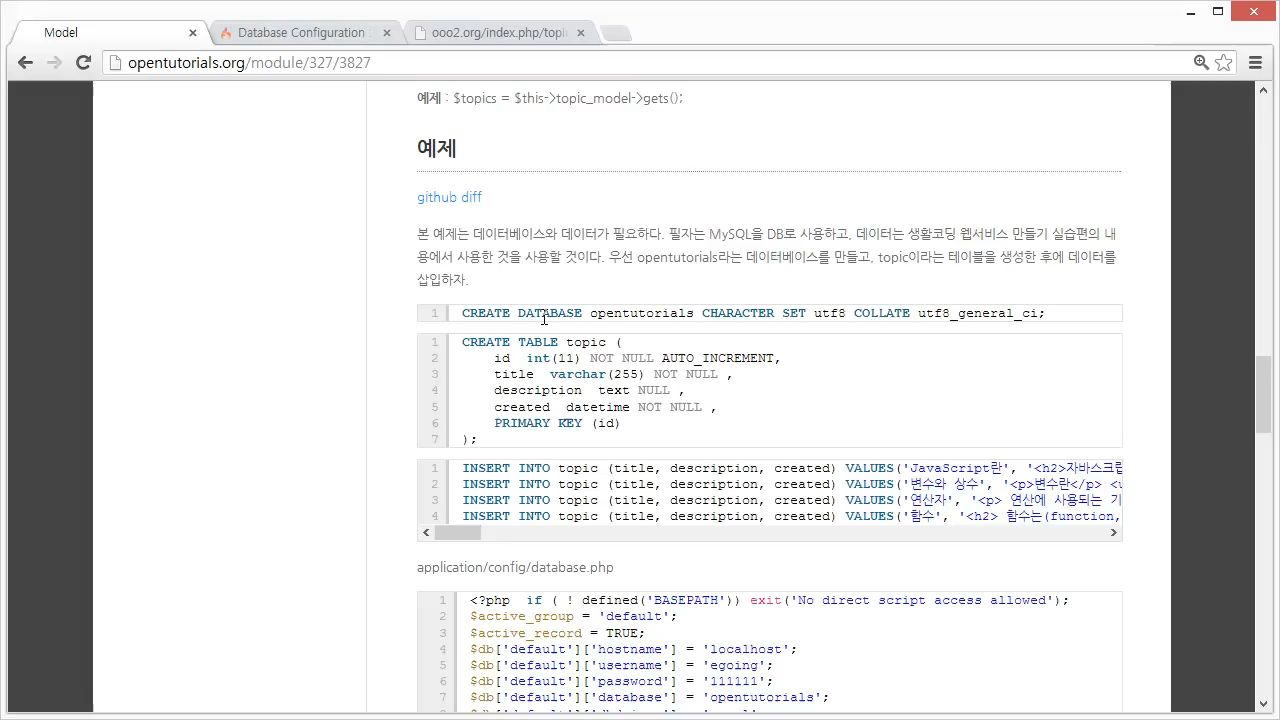 Model
Database Configuration
ooo2.org/index.php/topi
opentutorials.org/module/327/3827
예제 : $topics = $this->topic_model->gets();
예제
github diff
본 예제는 데이터베이스와 데이터가 필요하다. 필자는 MySQL을 DB로 사용하고, 데이터는 생활코딩 웹서비스 만들기 실습편의 내
용에서 사용한 것을 사용할 것이다. 우선 opentutorials라는 데이터베이스를 만들고, topic이라는 테이블을 생성한 후에 데이터를
삽입하자.
1 CREATE DATABASE opentutorials CHARACTER SET utf8 COLLATE utf8_general_ci;
1 CREATE TABLE topic (
2 id int(11) NOT NULL AUTO_INCREMENT,
3 title varchar(255) NOT NULL ,
4 description text NULL ,
5 created datetime NOT NULL ,
6 PRIMARY KEY (id)
7 );
1 INSERT INTO topic (title, description, created) VALUES('JavaScript란', '<h2>자바스크립
2 INSERT INTO topic (title, description, created) VALUES('변수와 상수', '<p>변수란</p> <u
3 INSERT INTO topic (title, description, created) VALUES('연산자', '<p> 연산에 사용되는 기
4 INSERT INTO topic (title, description, created) VALUES('함수', '<h2> 함수는(function,
application/config/database.php
1 <?php if ( ! defined('BASEPATH')) exit('No direct script access allowed');
2 $active_group = 'default';
3 $active_record = TRUE;
4 $db['default']['hostname'] = 'localhost';
5 $db['default']['username'] = 'egoing';
6 $db['default']['password'] = '111111';
7 $db['default']['database'] = 'opentutorials';